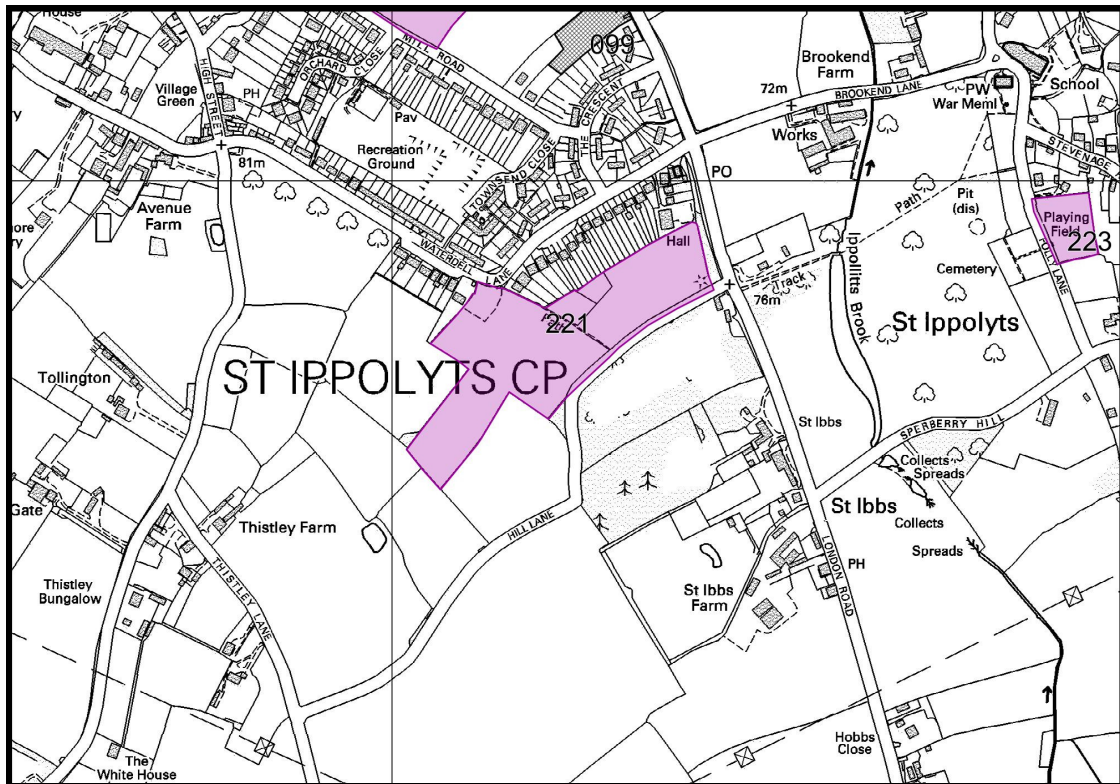 House
MILL ROAD
099
HIGH STREET
ORCHARD CLOSE
Village
Green
PH
Pav
Recreation
Ground
THE CRESCENT
TOWNSEND CLOSE
Brookend
Farm
72m
BROOKEND LANE
PW
War Meml
School
Works
81m
PO
STEVENAGE
Avenue
Farm
WATERDELL LANE
Hall
Path
Pit
(dis)
Playing
Field
223
FOLLY LANE
Cemetery
Track
76m
Ippollitts Brook
Path
221
St Ippolyts
ST IPPOLYTS CP
Tollington
St Ibbs
SPERBERRY HILL
Collects
Spreads
St Ibbs
Collects
Spreads
Gate
Thistley Farm
HILL LANE
THISTLEY LANE
Thistley
Bungalow
St Ibbs
Farm
LONDON ROAD
PH
Hobbs
Close
The
White House